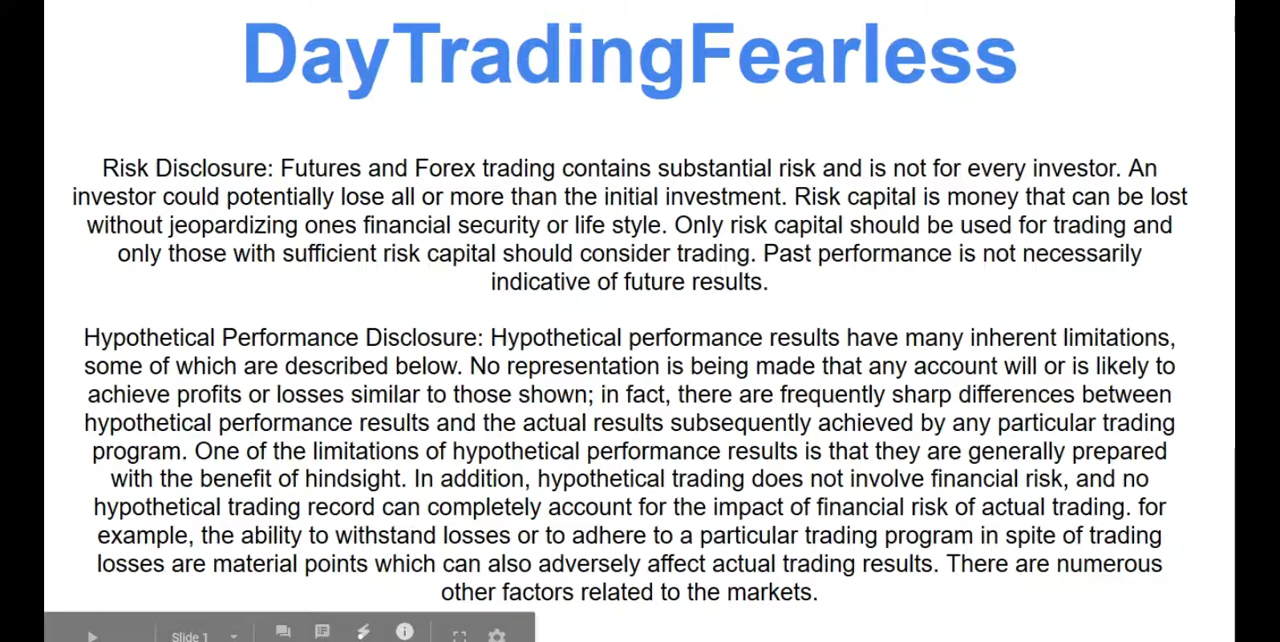 DayTradingFearless
Risk Disclosure: Futures and Forex trading contains substantial risk and is not for every investor. An
investor could potentially lose all or more than the initial investment. Risk capital is money that can be lost
without jeopardizing ones financial security or life style. Only risk capital should be used for trading and
only those with sufficient risk capital should consider trading. Past performance is not necessarily
indicative of future results.
Hypothetical Performance Disclosure: Hypothetical performance results have many inherent limitations,
some of which are described below. No representation is being made that any account will or is likely to
achieve profits or losses similar to those shown; in fact, there are frequently sharp differences between
hypothetical performance results and the actual results subsequently achieved by any particular trading
program. One of the limitations of hypothetical performance results is that they are generally prepared
with the benefit of hindsight. In addition, hypothetical trading does not involve financial risk, and no
hypothetical trading record can completely account for the impact of financial risk of actual trading. for
example, the ability to withstand losses or to adhere to a particular trading program in spite of trading
losses are material points which can also adversely affect actual trading results. There are numerous
other factors related to the markets.
Slide 1